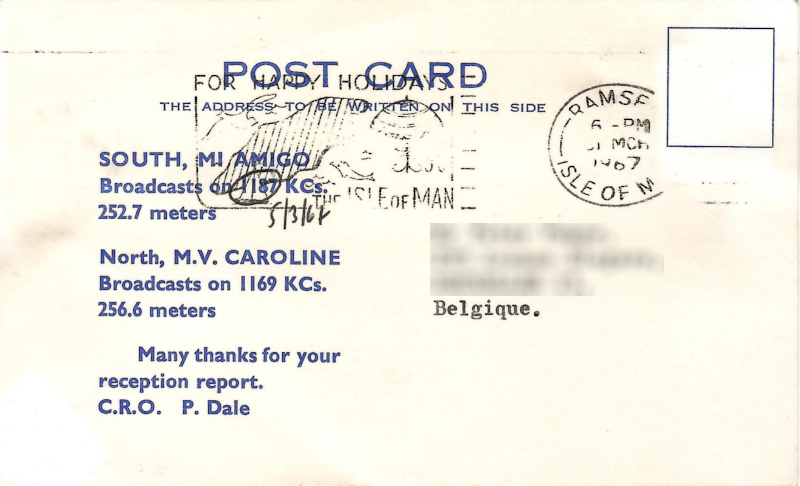 POST CARD
FOR HAPPY HOLIDAYS
THE ADDRESS TO BE WRITTEN ON THIS SIDE
RAMSE
6 - PM
31 MCH
1967
ISLE OF M
THE ISLE OF MAN
SOUTH, MI AMIGO
Broadcasts on 1187 KCs.
252.7 meters
5/3/67
North, M.V. CAROLINE
Broadcasts on 1169 KCs.
256.6 meters
Belgique.
Many thanks for your
reception report.
C.R.O. P. Dale